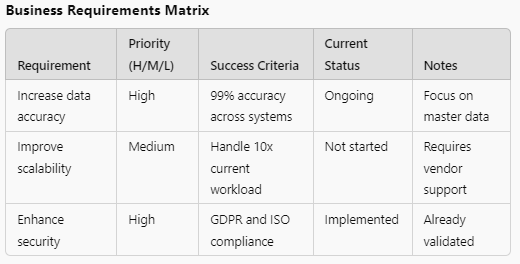 Business Requirements Matrix
Priority Current
Requirement (H/M/L) Success Criteria Status Notes
Increase data High 99% accuracy Ongoing Focus on
accuracy across systems master data
Improve Medium Handle 10x Not started Requires
scalability current vendor
workload support
Enhance High GDPR and ISO Implemented Already
security compliance validated